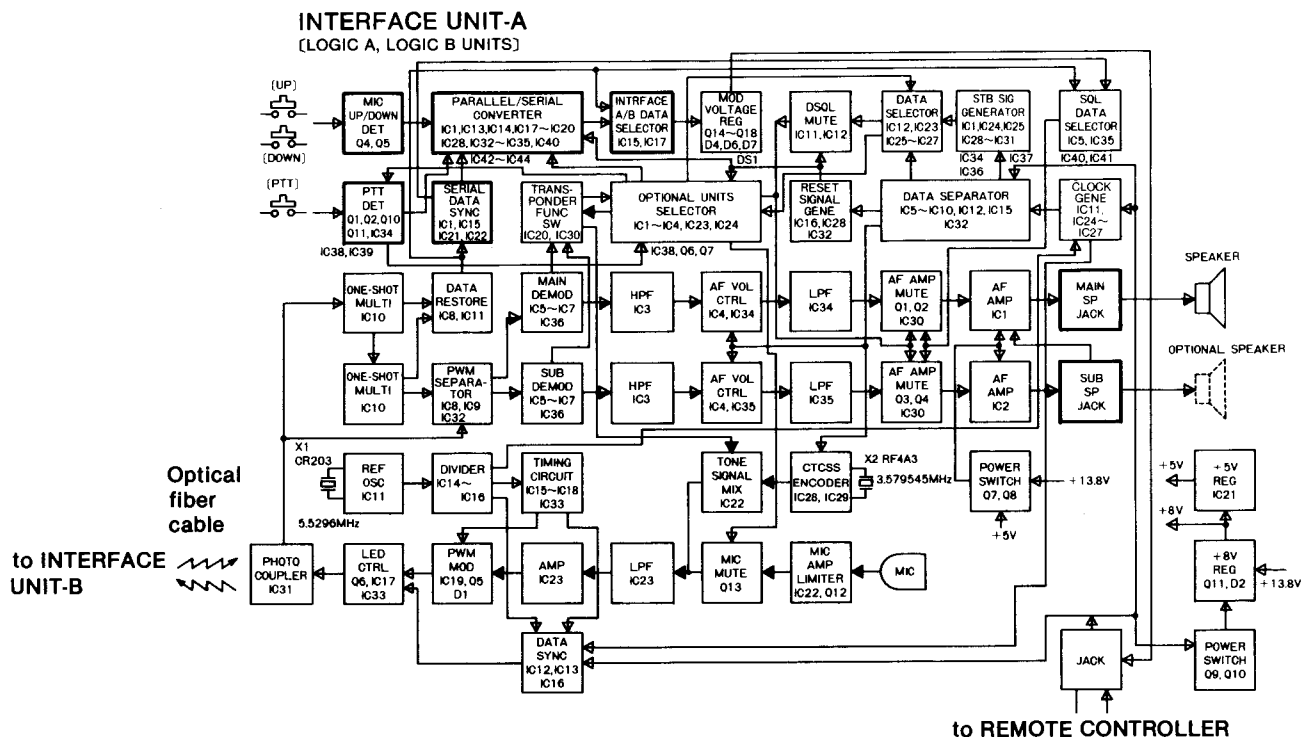 INTERFACE UNIT-A
(LOGIC A, LOGIC B UNITS)
(UP)
(DOWN)
(PTT)
MIC
UP/DOWN
DET
Q4, Q5
PARALLEL/SERIAL
CONVERTER
IC1, IC13, IC14, IC17~IC20
IC28, IC32~IC35, IC40
IC42~IC44
INTRFACE
A/B DATA
SELECTOR
IC15, IC17
MOD
VOLTAGE
REG
Q14~Q18
D4, D6, D7
DS1
DSQL
MUTE
IC11, IC12
DATA
SELECTOR
IC12, IC23
IC25~IC27
STB SIG
GENERATOR
IC1, IC24, IC25
IC28~IC31
IC34
IC36
IC37
SQL DATA
SELECTOR
IC5, IC35
IC40, IC41
PTT
DET
Q1, Q2, Q10
Q11, IC34
IC38, IC39
SERIAL
DATA
SYNC
IC1, IC15
IC21, IC22
TRANS-
PONDER
FUNC
SW
IC20, IC30
OPTIONAL UNITS
SELECTOR
IC1~IC4, IC23, IC24
IC38, Q6, Q7
RESET
SIGNAL
GENE
IC16, IC28
IC32
DATA SEPARATOR
IC5~IC10, IC12, IC15
IC32
CLOCK
GENE
IC11,
IC24~
IC27
ONE-SHOT
MULTI
IC10
DATA
RESTORE
IC8, IC11
MAIN
DEMOD
IC5~IC7
IC36
HPF
IC3
AF VOL
CTRL
IC4, IC34
LPF
IC34
AF AMP
MUTE
Q1, Q2
IC30
AF
AMP
IC1
MAIN
SP
JACK
SPEAKER
ONE-SHOT
MULTI
IC10
PWM
SEPARA-
TOR
IC8, IC9
IC32
SUB
DEMOD
IC5~IC7
IC36
HPF
IC3
AF VOL
CTRL
IC4, IC35
LPF
IC35
AF AMP
MUTE
Q3, Q4
IC30
AF
AMP
IC2
SUB
SP
JACK
OPTIONAL SPEAKER
X1
CR203
REF
OSC
IC11
5.5296MHz
DIVIDER
IC14~
IC16
TIMING
CIRCUIT
IC15~IC18
IC33
TONE
SIGNAL
MIX
IC22
CTCSS
ENCODER
IC28, IC29
X2 RF4A3
3.579545MHz
POWER
SWITCH
Q7, Q8
+13.8V
+5V
+5V
+5V
REG
IC21
+8V
Optical
fiber
cable
to INTERFACE
UNIT-B
PHOTO
COUPLER
IC31
LED
CTRL
Q6, IC17
IC33
PWM
MOD
IC19, Q5
D1
AMP
IC23
LPF
IC23
MIC
MUTE
Q13
MIC
AMP
LIMITER
IC22, Q12
MIC
+8V
REG
Q11, D2
+13.8V
DATA
SYNC
IC12, IC13
IC16
JACK
POWER
SWITCH
Q9, Q10
to REMOTE CONTROLLER